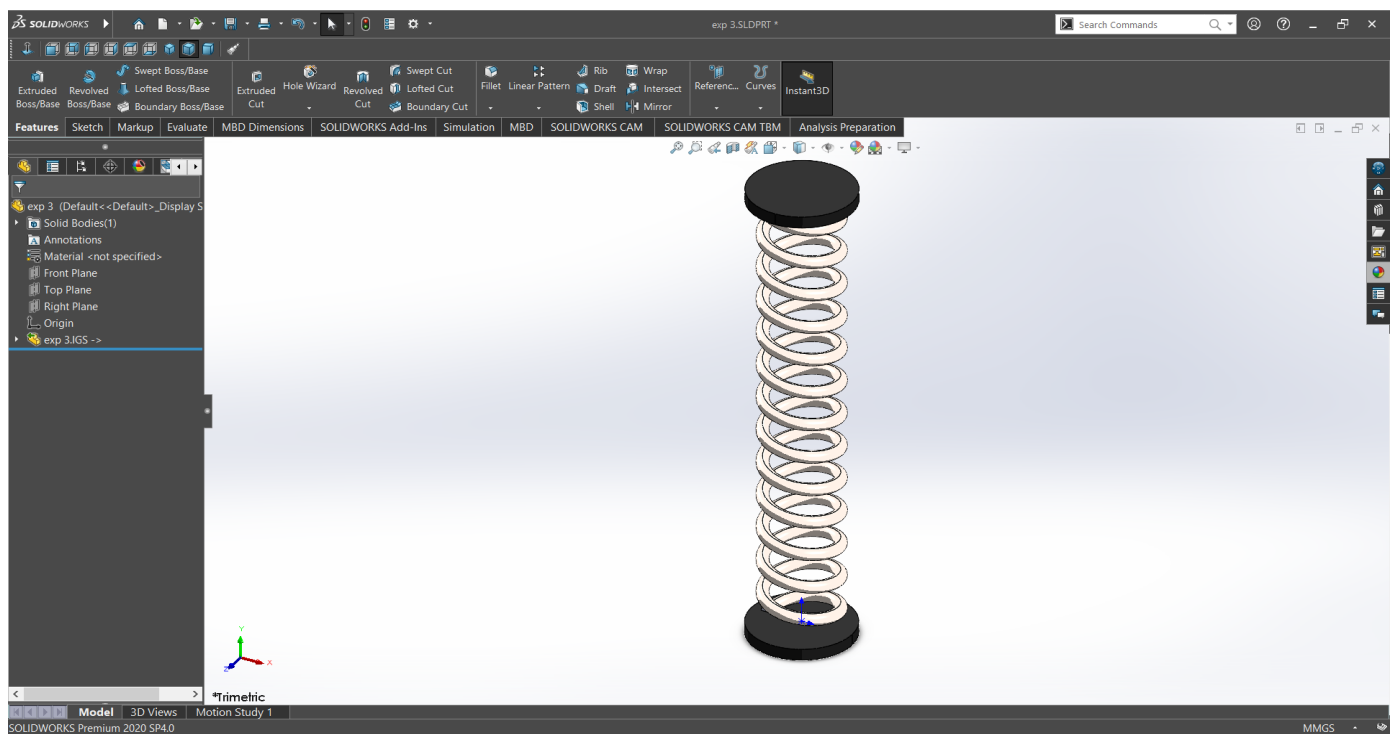 SOLIDWORKS
exp 3.SLDPRT *
Search Commands
Extruded Boss/Base
Revolved Boss/Base
Swept Boss/Base
Lofted Boss/Base
Boundary Boss/Base
Extruded Cut
Hole Wizard
Revolved Cut
Swept Cut
Lofted Cut
Boundary Cut
Fillet
Linear Pattern
Rib
Draft
Shell
Wrap
Intersect
Mirror
Referenc...
Curves
Instant3D
Features Sketch Markup Evaluate MBD Dimensions SOLIDWORKS Add-Ins Simulation MBD SOLIDWORKS CAM SOLIDWORKS CAM TBM Analysis Preparation
exp 3 (Default<<Default>_Display S
Solid Bodies(1)
Annotations
Material <not specified>
Front Plane
Top Plane
Right Plane
Origin
exp 3.IGS ->
Y
X
Z
*Trimetric
Model 3D Views Motion Study 1
SOLIDWORKS Premium 2020 SP4.0
MMGS